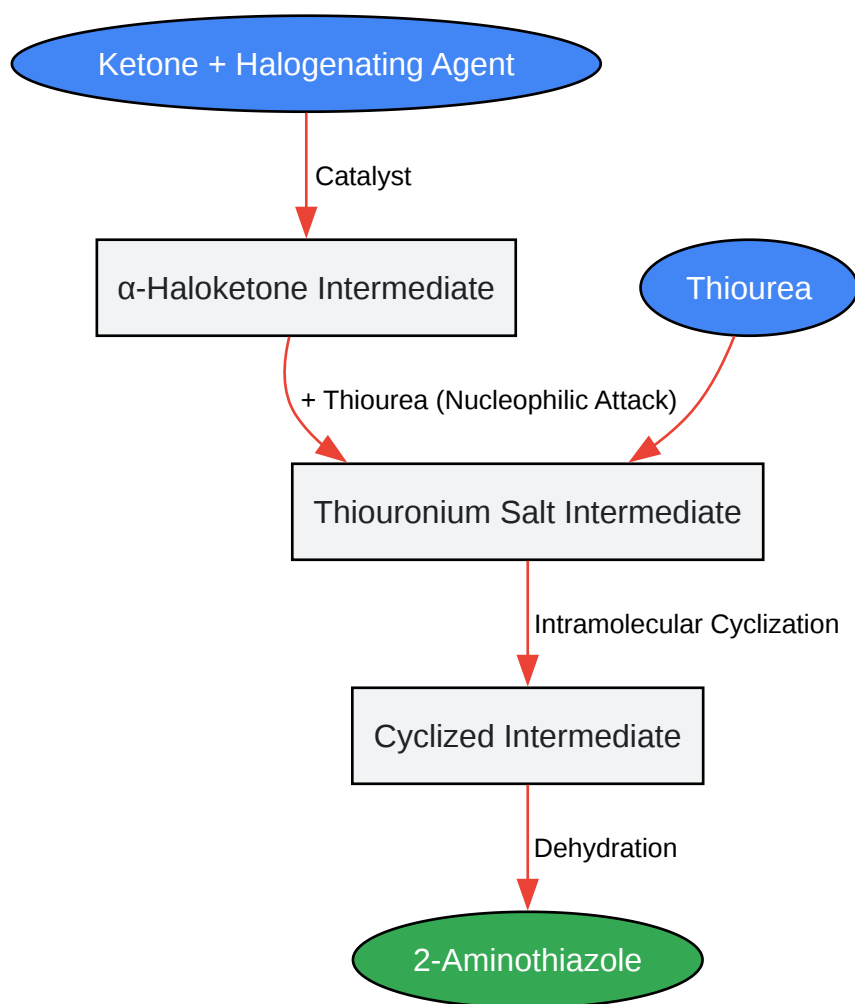 Ketone + Halogenating Agent
Catalyst
α-Haloketone Intermediate
Thiourea
+ Thiourea (Nucleophilic Attack)
Thiouronium Salt Intermediate
Intramolecular Cyclization
Cyclized Intermediate
Dehydration
2-Aminothiazole